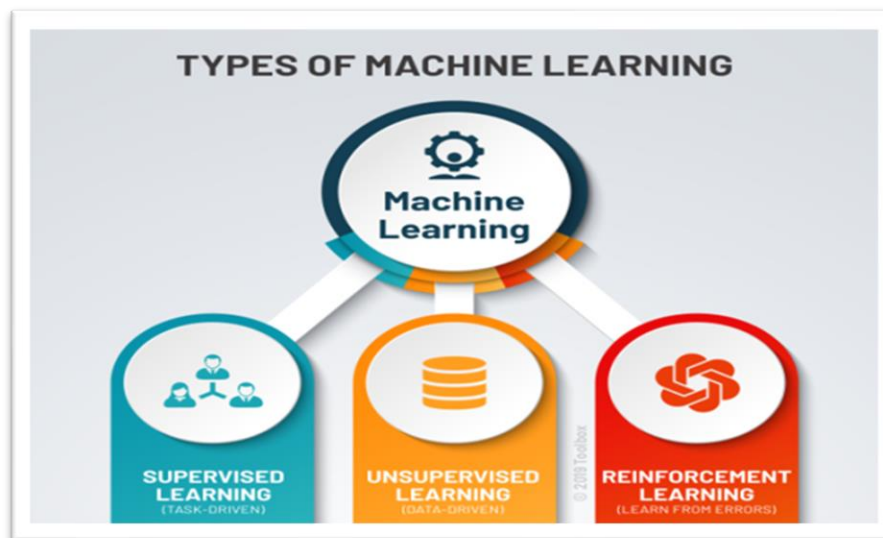 TYPES OF MACHINE LEARNING
Machine
Learning
SUPERVISED
LEARNING
(TASK-DRIVEN)
UNSUPERVISED
LEARNING
(DATA-DRIVEN)
© 2019 Toolbox
REINFORCEMENT
LEARNING
(LEARN FROM ERRORS)